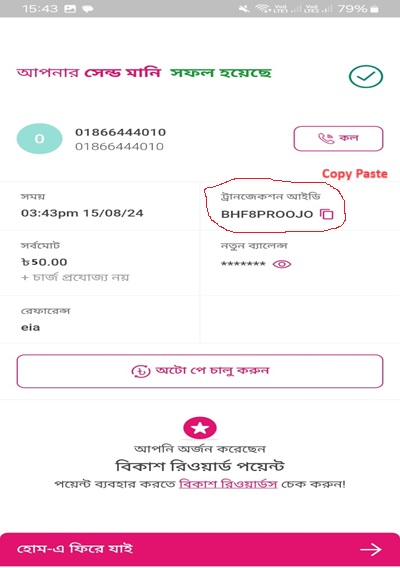 15:43
79%
আপনার সেন্ড মানি সফল হয়েছে
0
01866444010
01866444010
কল
Copy Paste
সময়
03:43pm 15/08/24
ট্রানজেকশন আইডি
BHF8PROOJO
সর্বমোট
৳50.00
+ চার্জ প্রযোজ্য নয়
নতুন ব্যালেন্স
*******
রেফারেন্স
eia
অটো পে চালু করুন
আপনি অর্জন করেছেন
বিকাশ রিওয়ার্ড পয়েন্ট
পয়েন্ট ব্যবহার করতে বিকাশ রিওয়ার্ডস চেক করুন!
হোম-এ ফিরে যাই